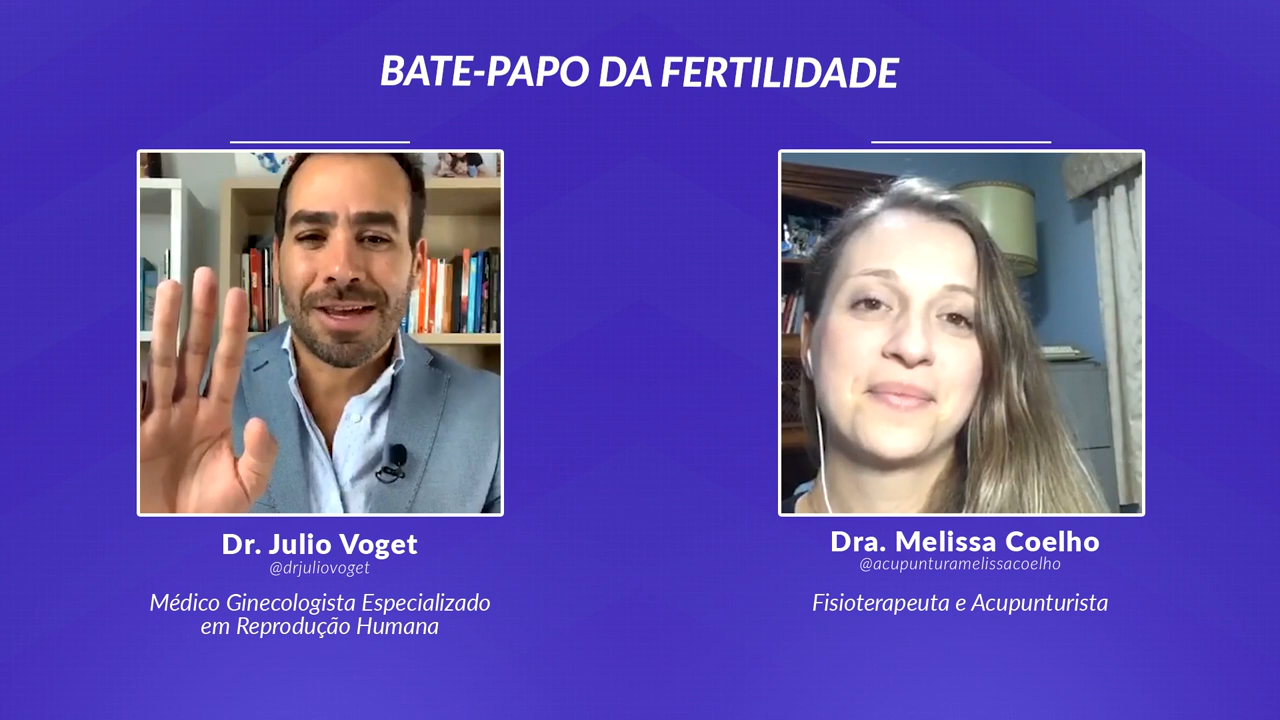 BATE-PAPO DA FERTILIDADE
Dr. Julio Voget
@drjuliovoget
Médico Ginecologista Especializado
em Reprodução Humana
Dra. Melissa Coelho
@acupunturamelissacoelho
Fisioterapeuta e Acupunturista